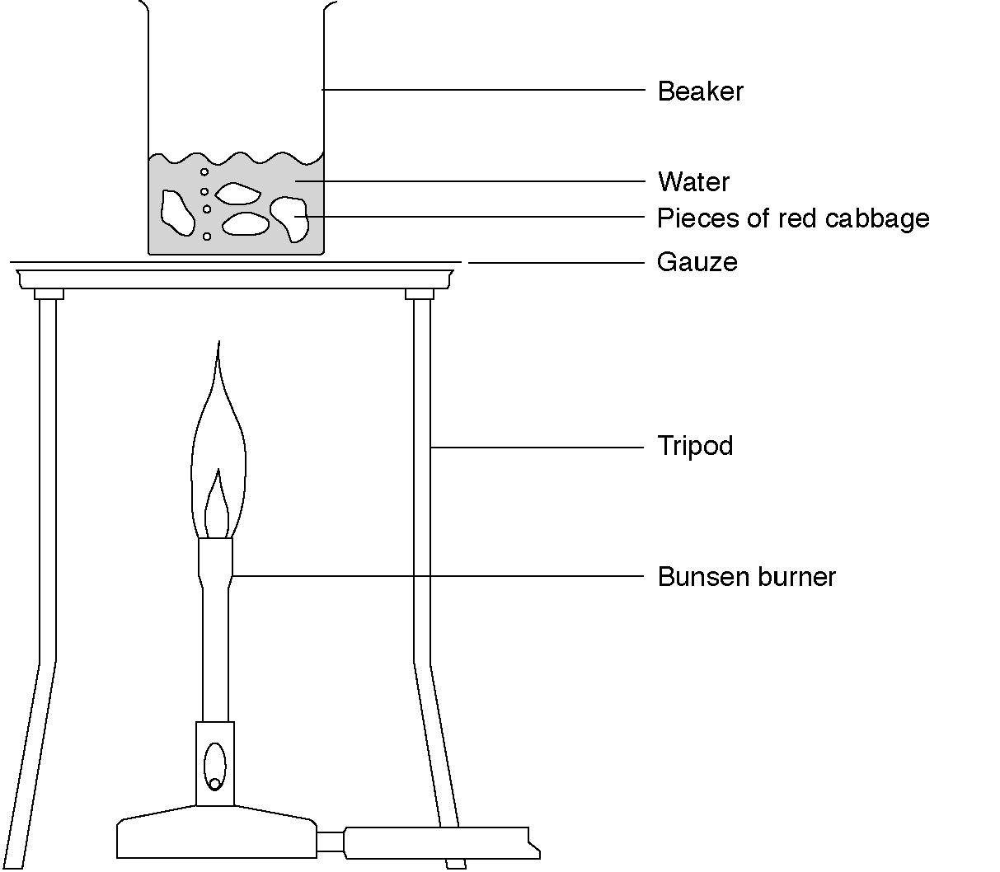 Beaker
Water
Pieces of red cabbage
Gauze
Tripod
Bunsen burner